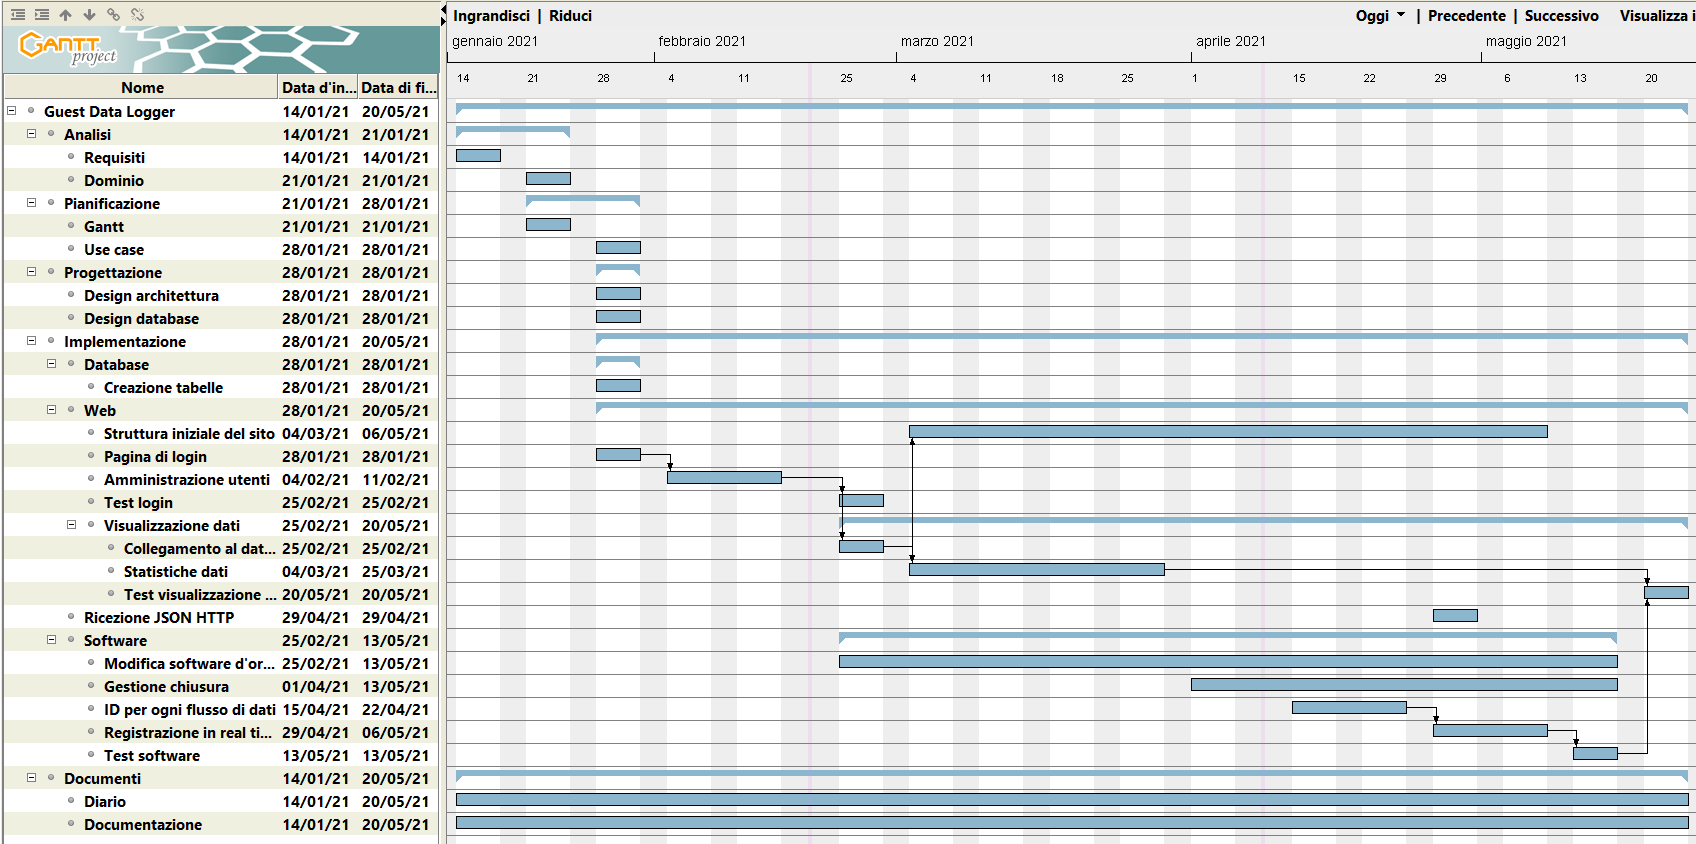 Ingrandisci | Riduci
Oggi | Precedente | Successivo Visualizza i
gennaio 2021 febbraio 2021 marzo 2021 aprile 2021 maggio 2021
GANTT
project
14 21 28 4 11 25 4 11 18 25 1 15 22 29 6 13 20
Nome Data d'in... Data di fi...
Guest Data Logger 14/01/21 20/05/21
Analisi 14/01/21 21/01/21
Requisiti 14/01/21 14/01/21
Dominio 21/01/21 21/01/21
Pianificazione 21/01/21 28/01/21
Gantt 21/01/21 21/01/21
Use case 28/01/21 28/01/21
Progettazione 28/01/21 28/01/21
Design architettura 28/01/21 28/01/21
Design database 28/01/21 28/01/21
Implementazione 28/01/21 20/05/21
Database 28/01/21 28/01/21
Creazione tabelle 28/01/21 28/01/21
Web 28/01/21 20/05/21
Struttura iniziale del sito 04/03/21 06/05/21
Pagina di login 28/01/21 28/01/21
Amministrazione utenti 04/02/21 11/02/21
Test login 25/02/21 25/02/21
Visualizzazione dati 25/02/21 20/05/21
Collegamento al dat... 25/02/21 25/02/21
Statistiche dati 04/03/21 25/03/21
Test visualizzazione ... 20/05/21 20/05/21
Ricezione JSON HTTP 29/04/21 29/04/21
Software 25/02/21 13/05/21
Modifica software d'or... 25/02/21 13/05/21
Gestione chiusura 01/04/21 13/05/21
ID per ogni flusso di dati 15/04/21 22/04/21
Registrazione in real ti... 29/04/21 06/05/21
Test software 13/05/21 13/05/21
Documenti 14/01/21 20/05/21
Diario 14/01/21 20/05/21
Documentazione 14/01/21 20/05/21